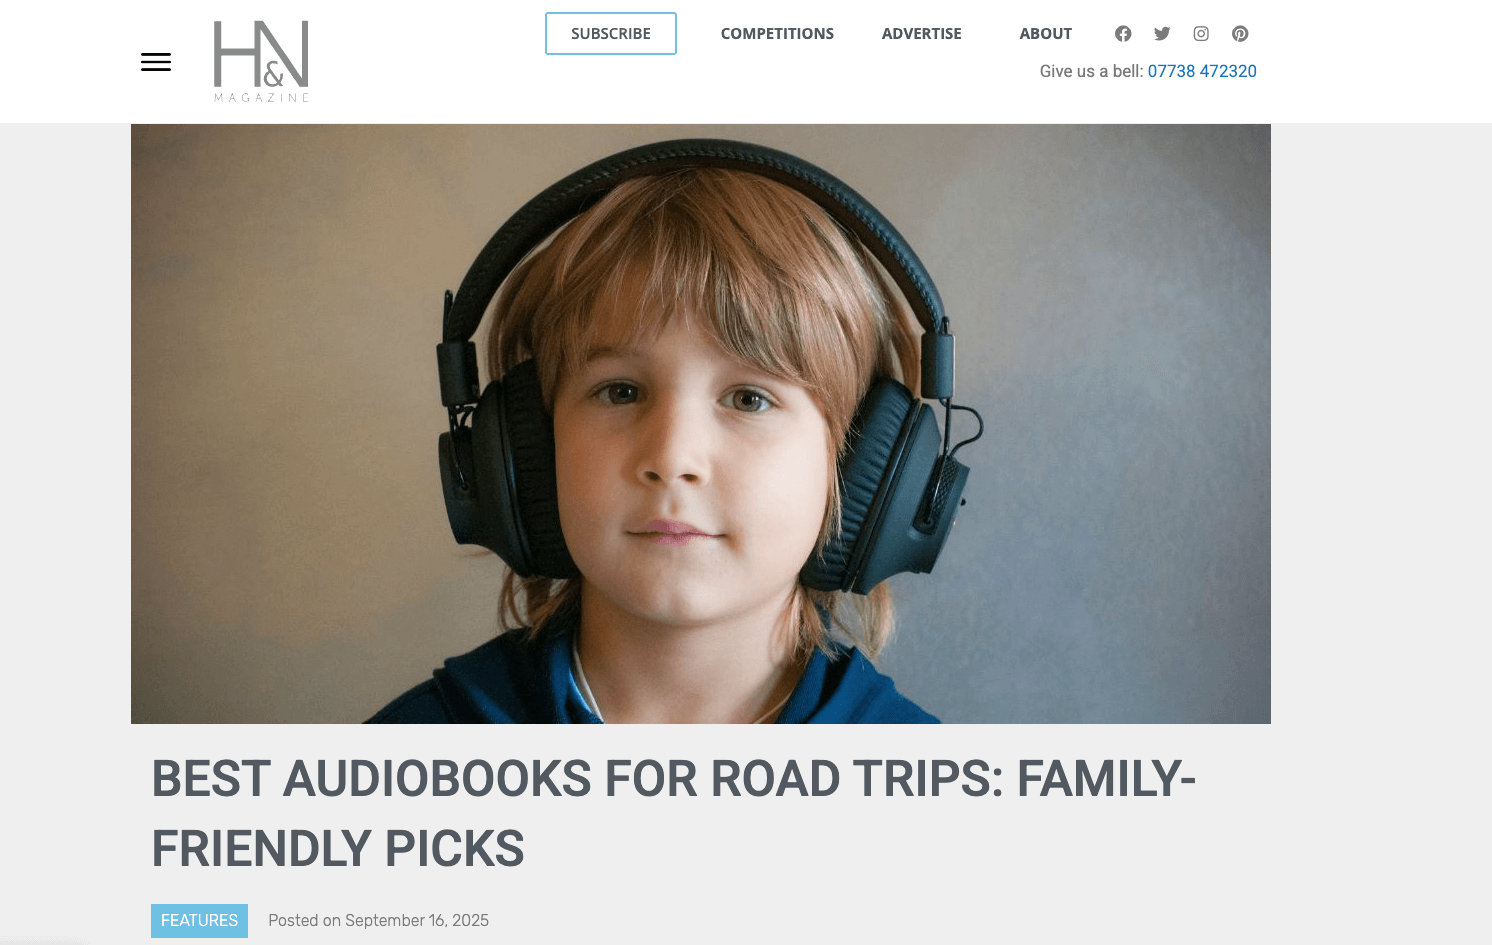 H&N
MAGAZINE
SUBSCRIBE
COMPETITIONS
ADVERTISE
ABOUT
Give us a bell: 07738 472320
BEST AUDIOBOOKS FOR ROAD TRIPS: FAMILY-
FRIENDLY PICKS
FEATURES
Posted on September 16, 2025